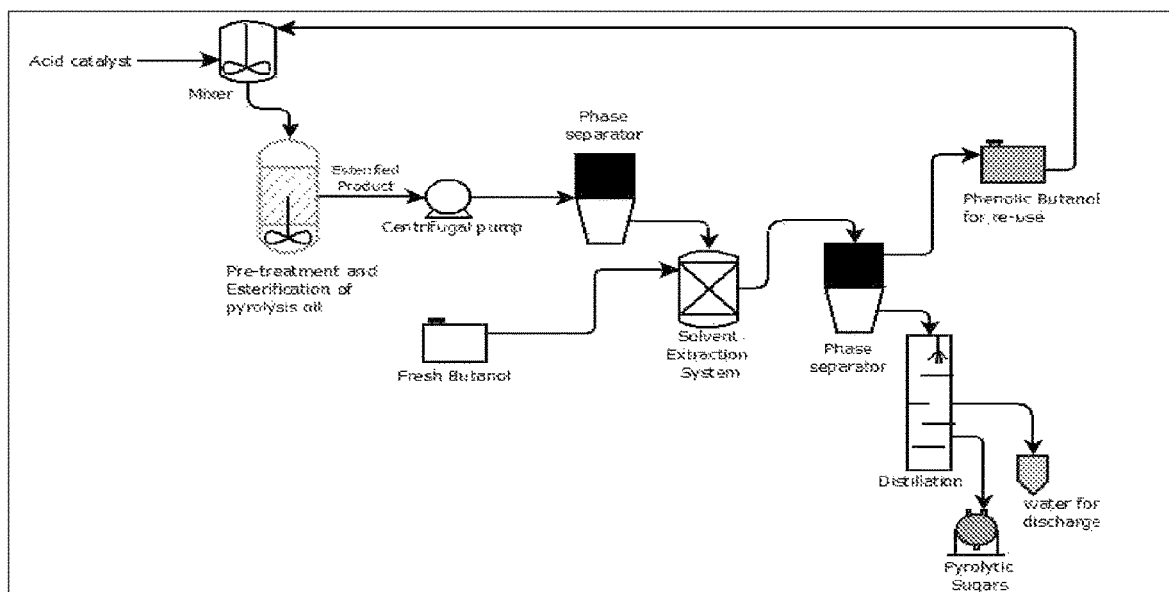 Acid catalyst
Mixer
Phase
separator
Esterified
Product
Centrifugal pump
Phenolic Butanol
for re-use
Pre-treatment and
Esterification of
pyrolysis oil
Fresh Butanol
Solvent
Extraction
System
Phase
separator
Distillation
water for
discharge
Pyrolytic
Sugars